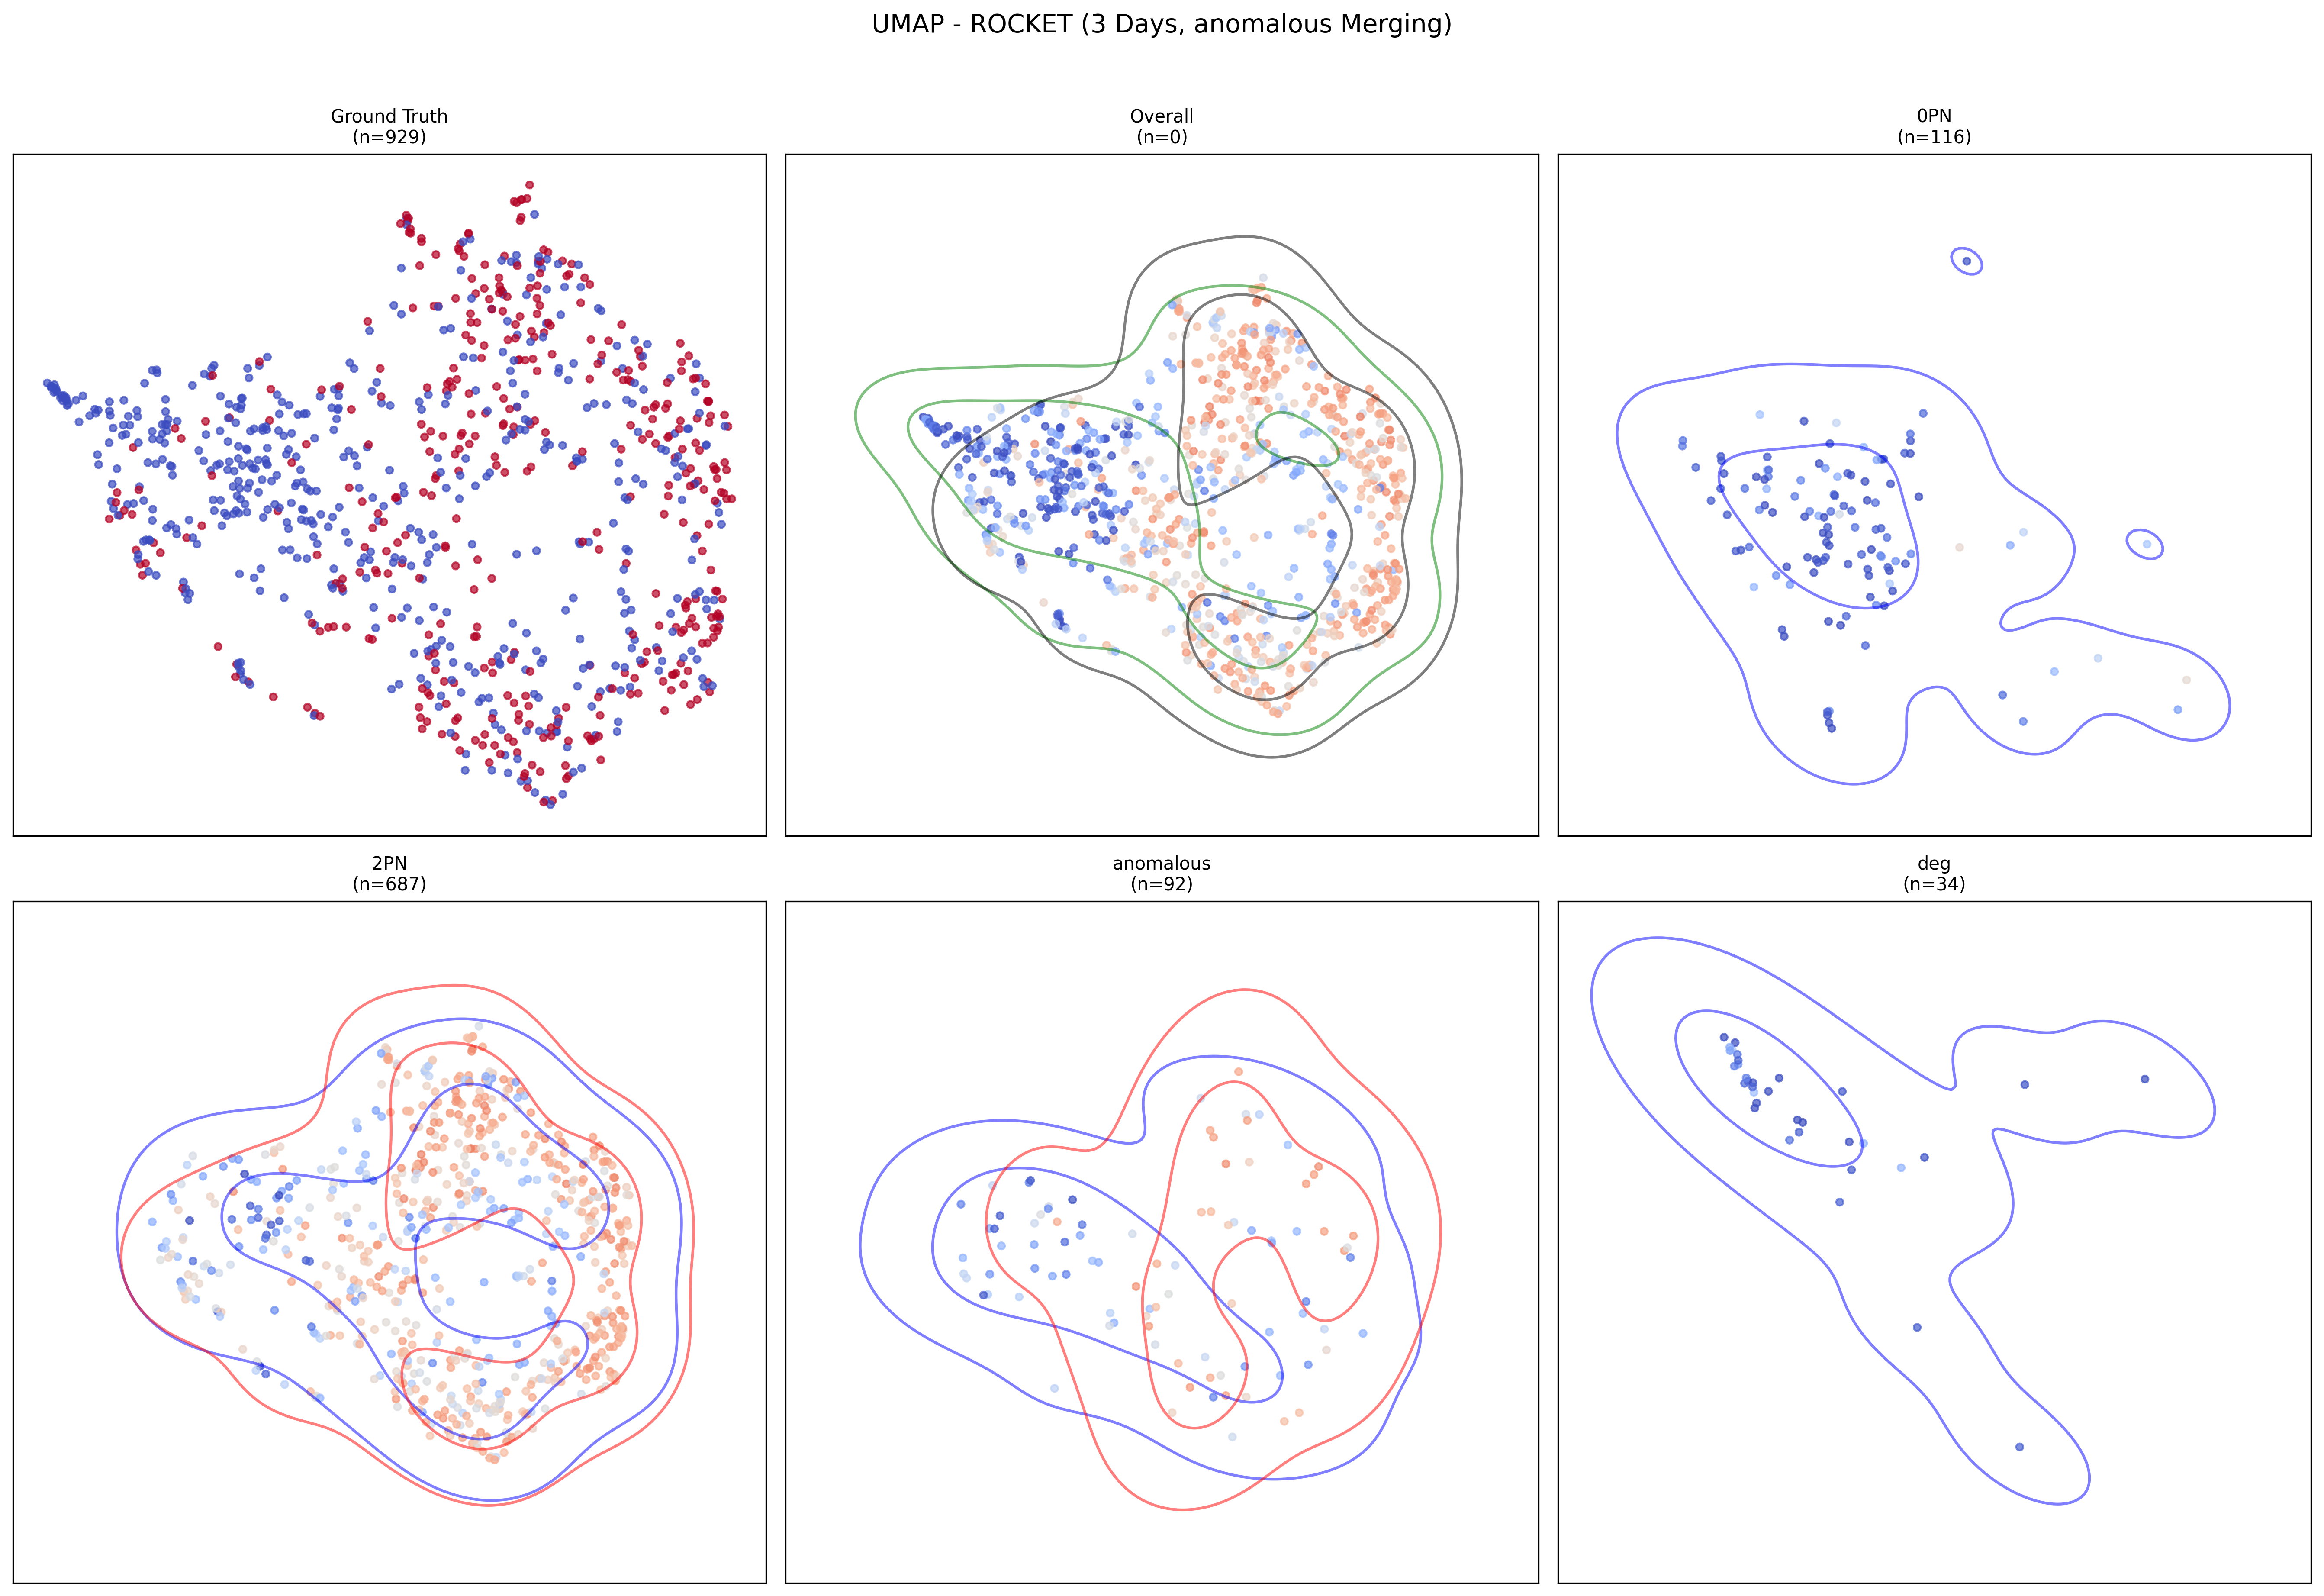 UMAP - ROCKET (3 Days, anomalous Merging)
Ground Truth
(n=929)
Overall
(n=0)
0PN
(n=116)
2PN
(n=687)
anomalous
(n=92)
deg
(n=34)